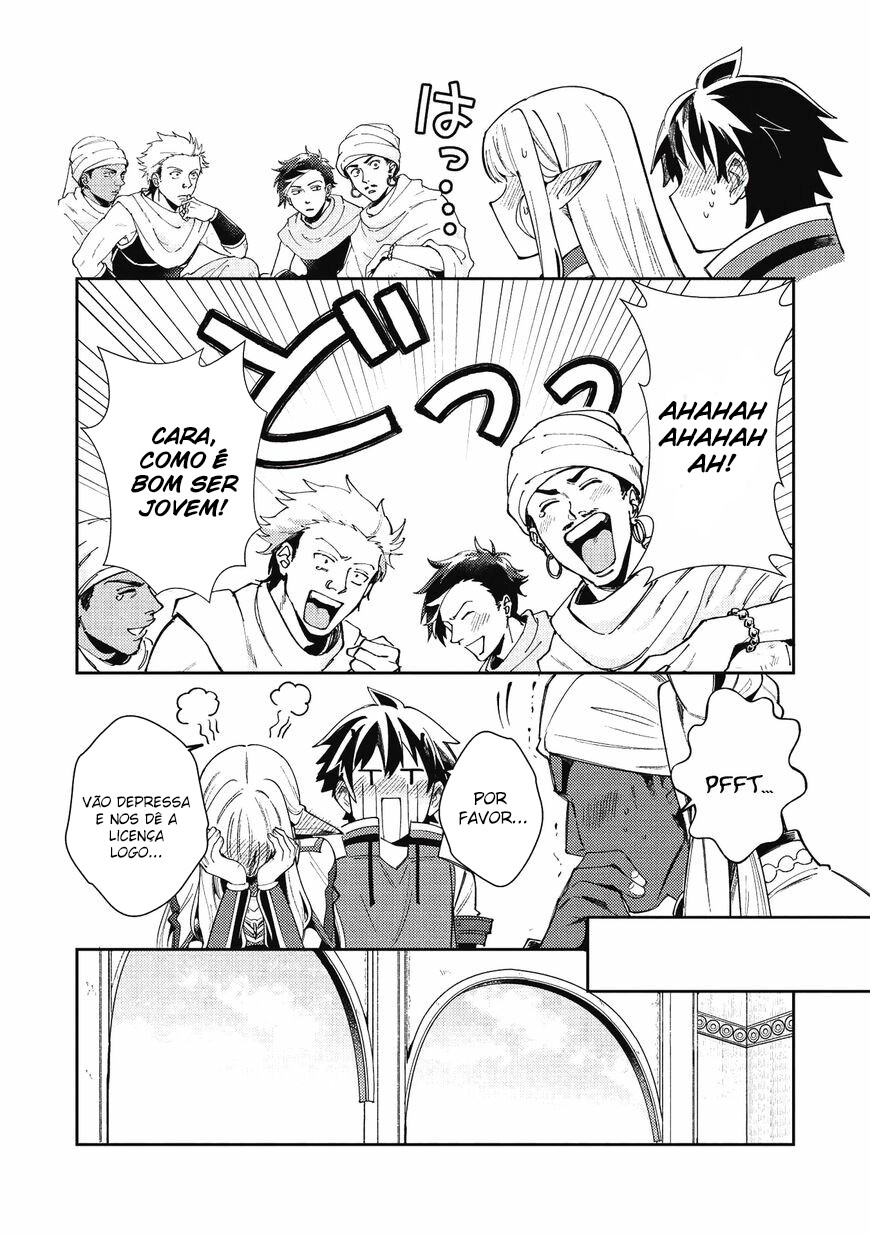 はっ…
どっっ
AHAHAH
AHAHAH
AH!
CARA,
COMO É
BOM SER
JOVEM!
PFFT...
POR
FAVOR...
VÃO DEPRESSA
E NOS DÊ A
LICENÇA
LOGO...